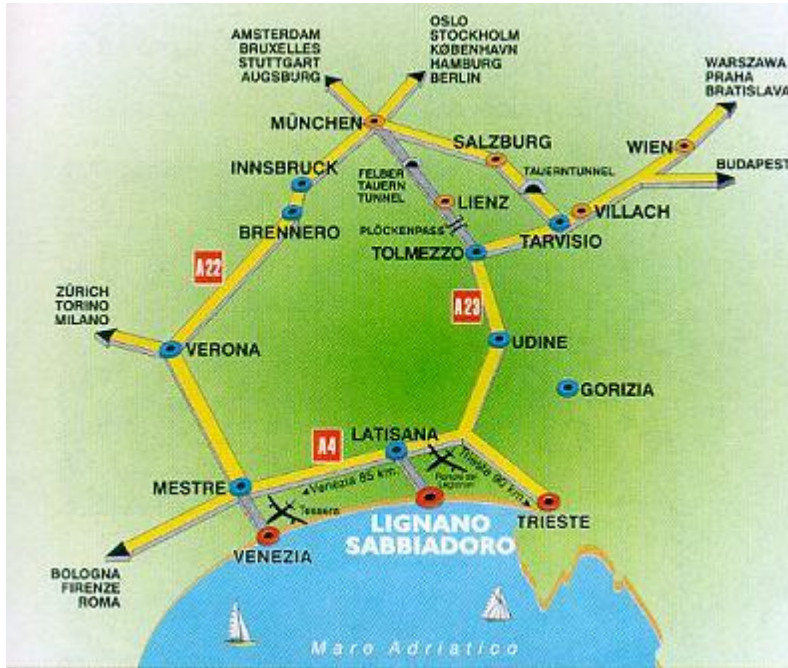 AMSTERDAM
BRUXELLES
STUTTGART
AUGSBURG
OSLO
STOCKHOLM
KØBENHAVN
HAMBURG
BERLIN
WARSZAWA
PRAHA
BRATISLAVA
MÜNCHEN
SALZBURG
WIEN
INNSBRUCK
FELBER
TAUERN
TUNNEL
TAUERNTUNNEL
BUDAPEST
LIENZ
VILLACH
BRENNERO
PLÖCKENPASS
TARVISIO
TOLMEZZO
A22
A23
ZÜRICH
TORINO
MILANO
VERONA
UDINE
GORIZIA
LATISANA
A4
MESTRE
Venezia 85 km.
Trieste 90 km.
Tessera
LIGNANO
SABBIADORO
TRIESTE
VENEZIA
BOLOGNA
FIRENZE
ROMA
Mare Adriatico